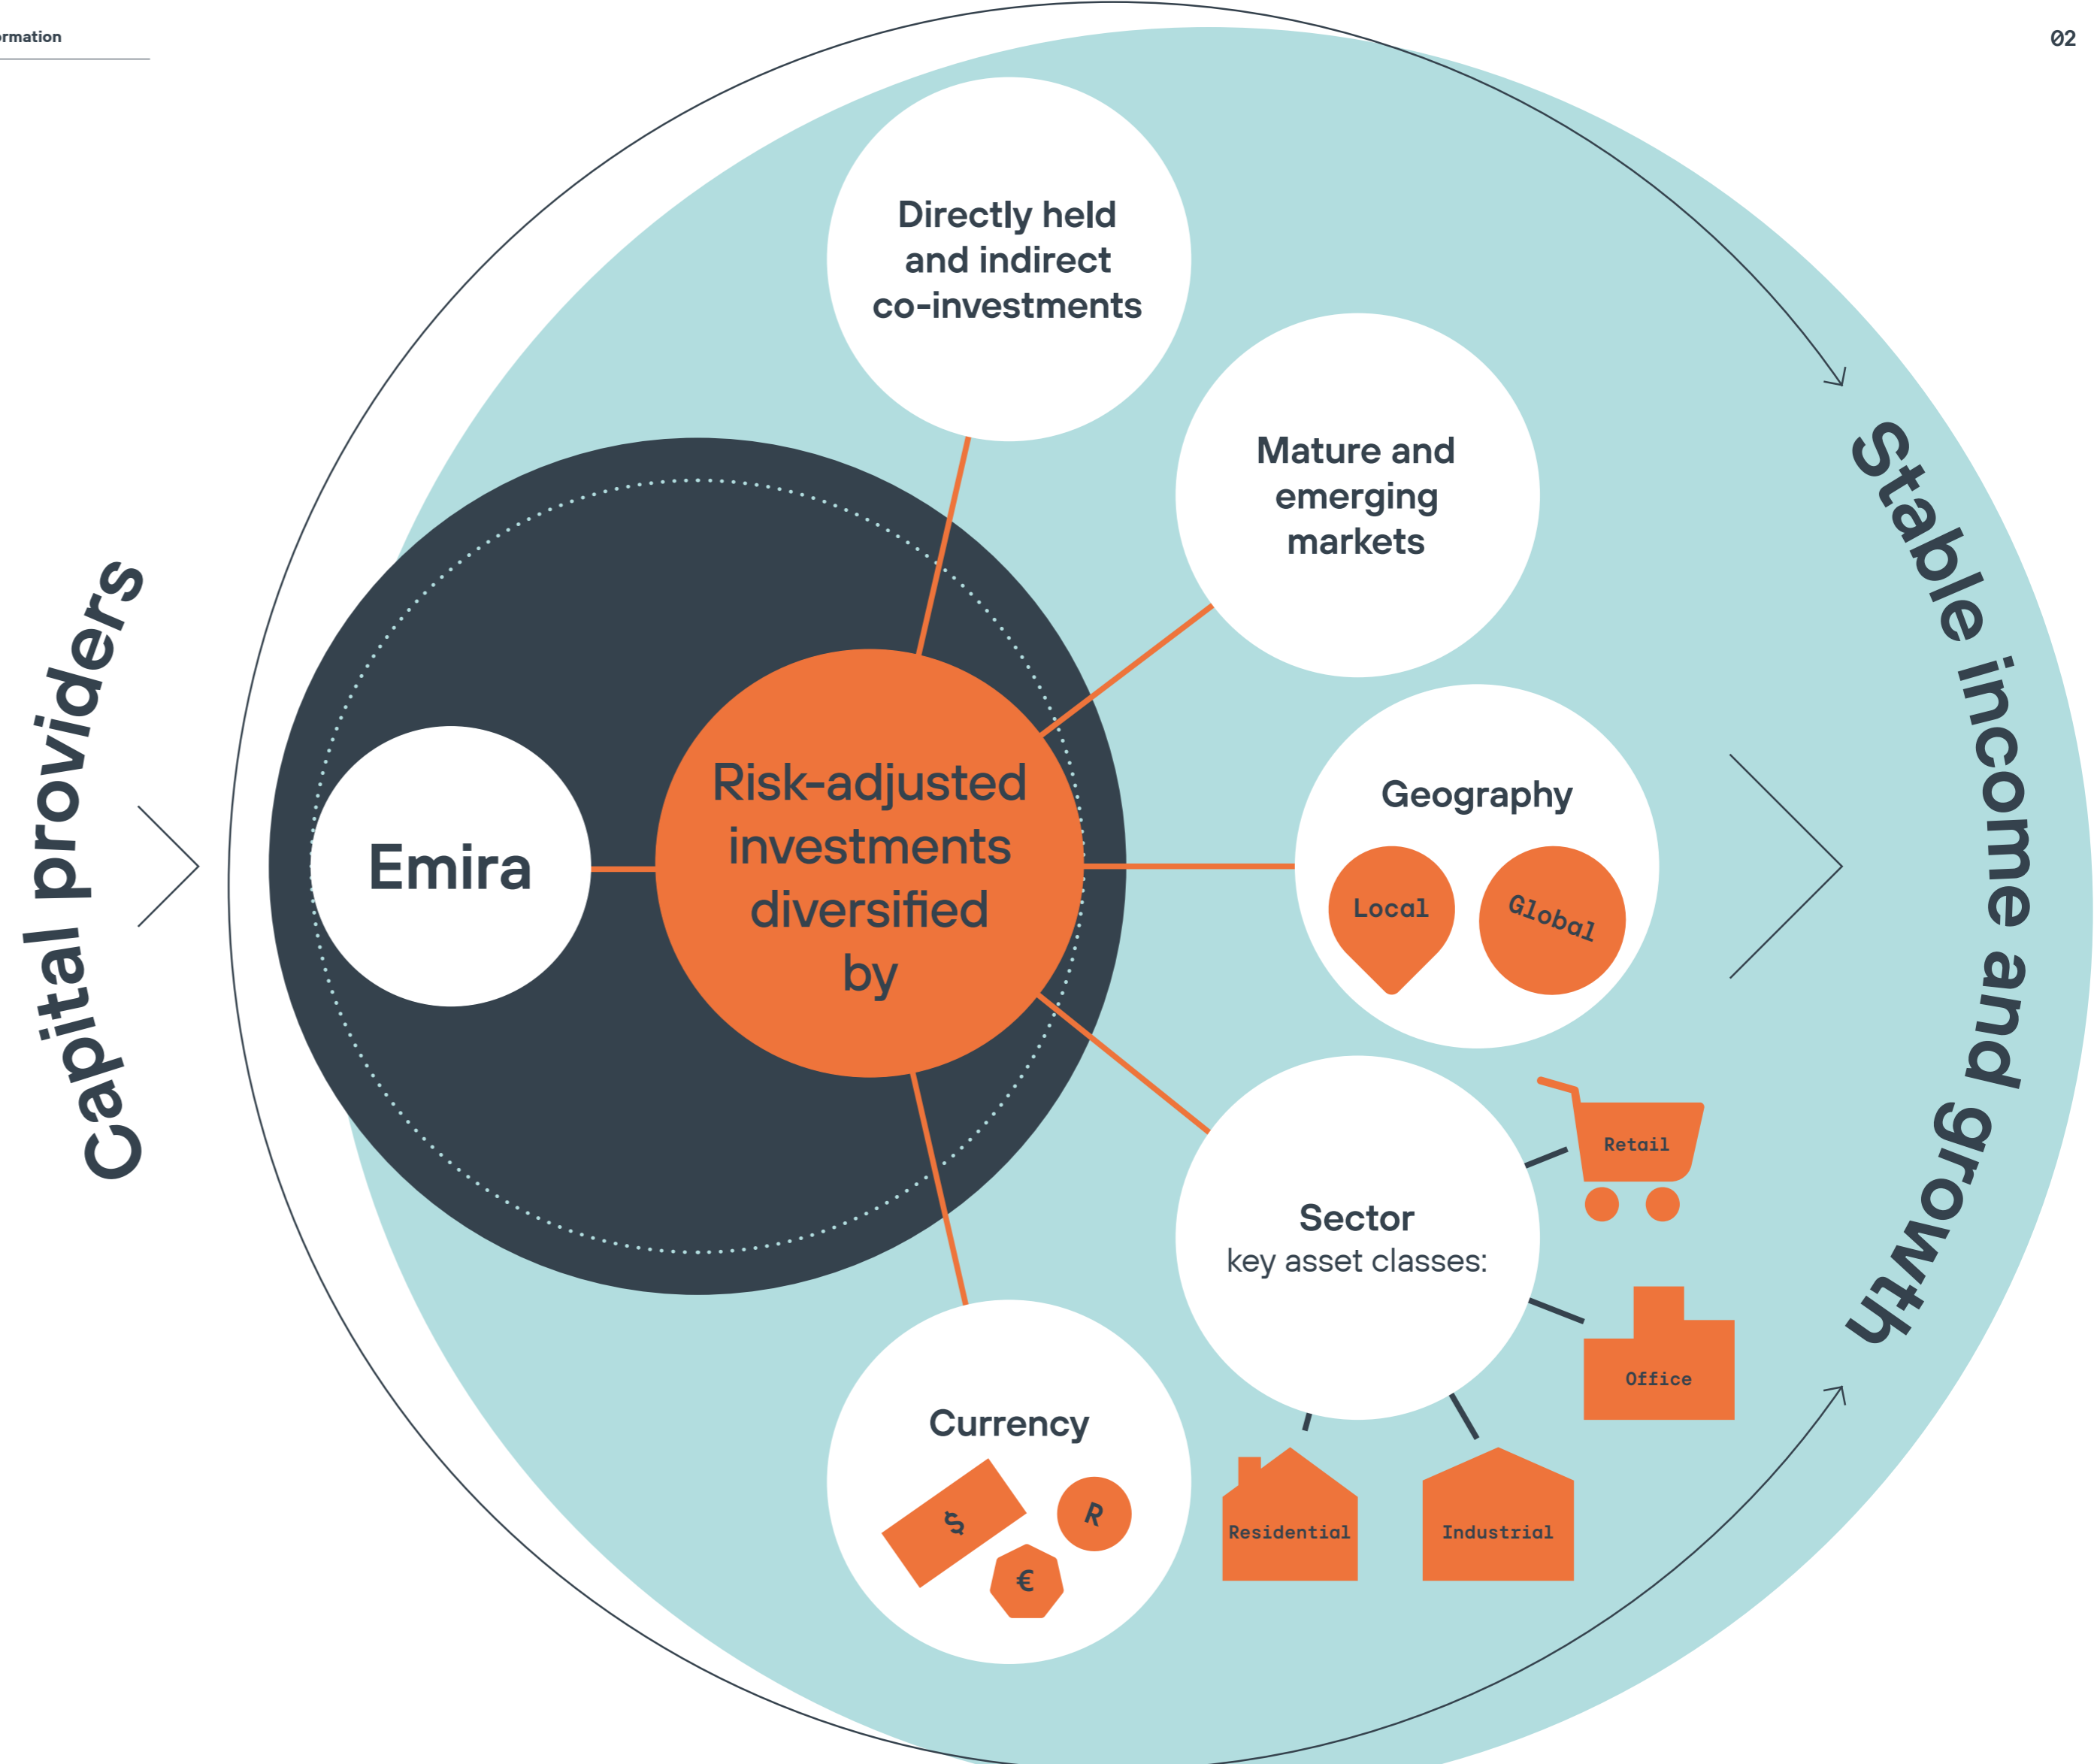 ormation
02
Capital providers
Emira
Risk-adjusted
investments
diversified
by
Directly held
and indirect
co-investments
Mature and
emerging
markets
Geography
Local
Global
Sector
key asset classes:
Retail
Office
Industrial
Residential
Currency
$
R
€
Stable income and growth